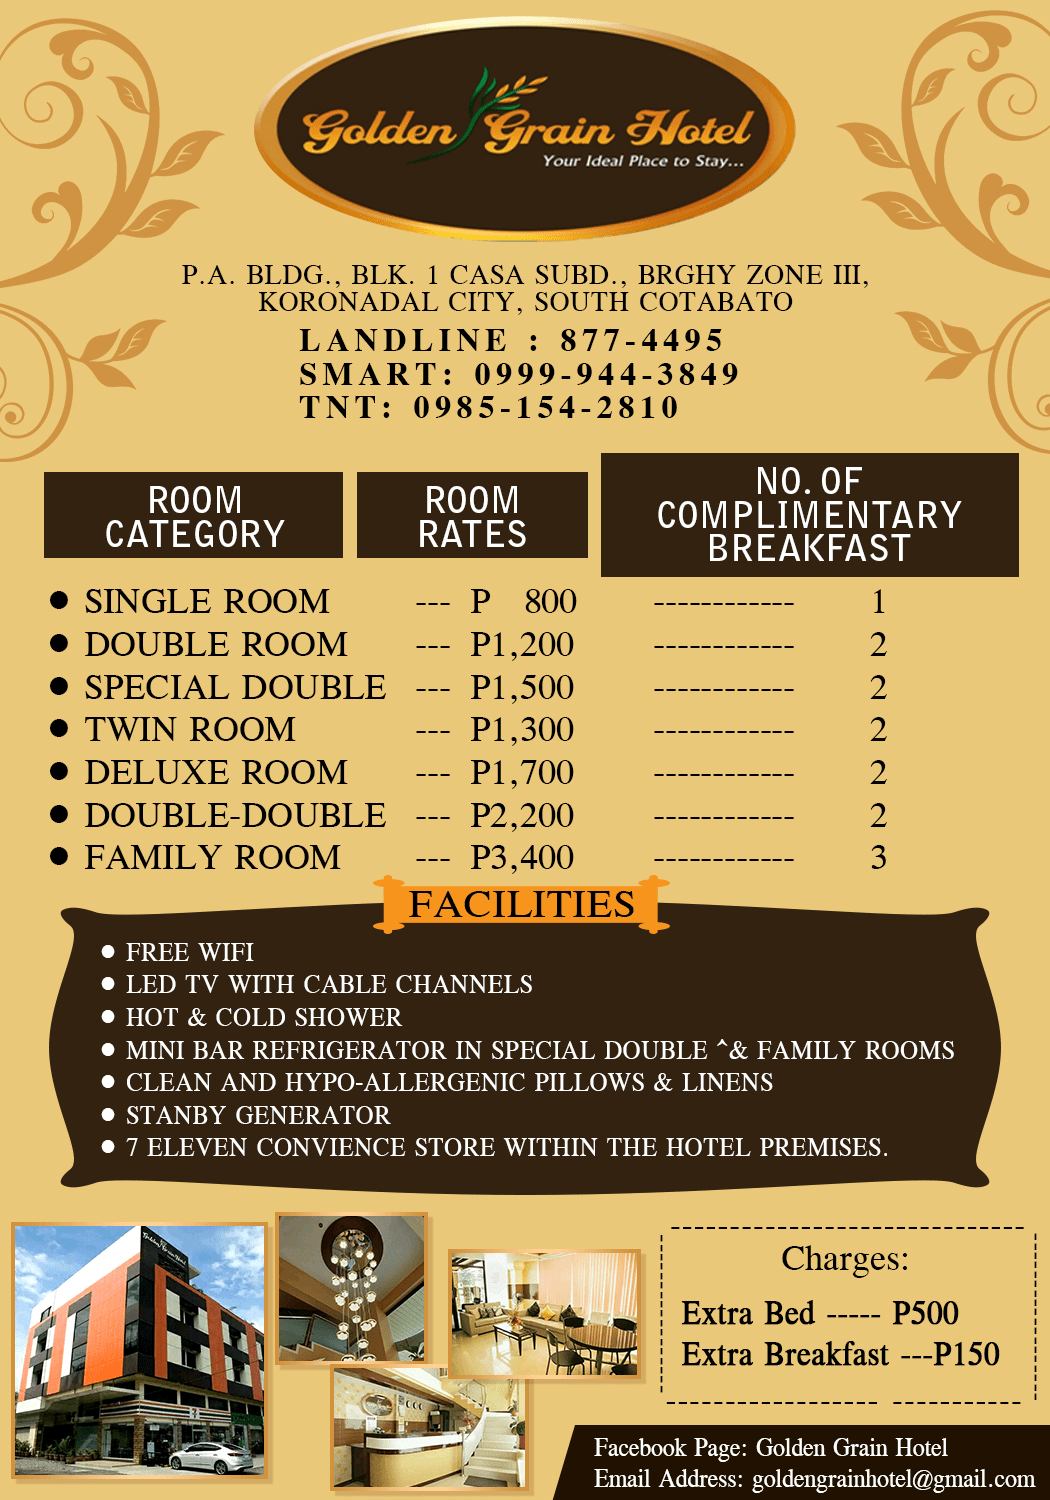 Golden Grain Hotel
Your Ideal Place to Stay...
P.A. BLDG., BLK. 1 CASA SUBD., BRGHY ZONE III,
KORONADAL CITY, SOUTH COTABATO
LANDLINE : 877-4495
SMART: 0999-944-3849
TNT: 0985-154-2810
ROOM CATEGORY
ROOM RATES
NO. OF COMPLIMENTARY BREAKFAST
● SINGLE ROOM --- P 800 ------------ 1
● DOUBLE ROOM --- P1,200 ------------ 2
● SPECIAL DOUBLE --- P1,500 ------------ 2
● TWIN ROOM --- P1,300 ------------ 2
● DELUXE ROOM --- P1,700 ------------ 2
● DOUBLE-DOUBLE --- P2,200 ------------ 2
● FAMILY ROOM --- P3,400 ------------ 3
FACILITIES
● FREE WIFI
● LED TV WITH CABLE CHANNELS
● HOT & COLD SHOWER
● MINI BAR REFRIGERATOR IN SPECIAL DOUBLE ^& FAMILY ROOMS
● CLEAN AND HYPO-ALLERGENIC PILLOWS & LINENS
● STANBY GENERATOR
● 7 ELEVEN CONVIENCE STORE WITHIN THE HOTEL PREMISES.
Golden Grain Hotel
Charges:
Extra Bed ----- P500
Extra Breakfast ---P150
Facebook Page: Golden Grain Hotel
Email Address: goldengrainhotel@gmail.com